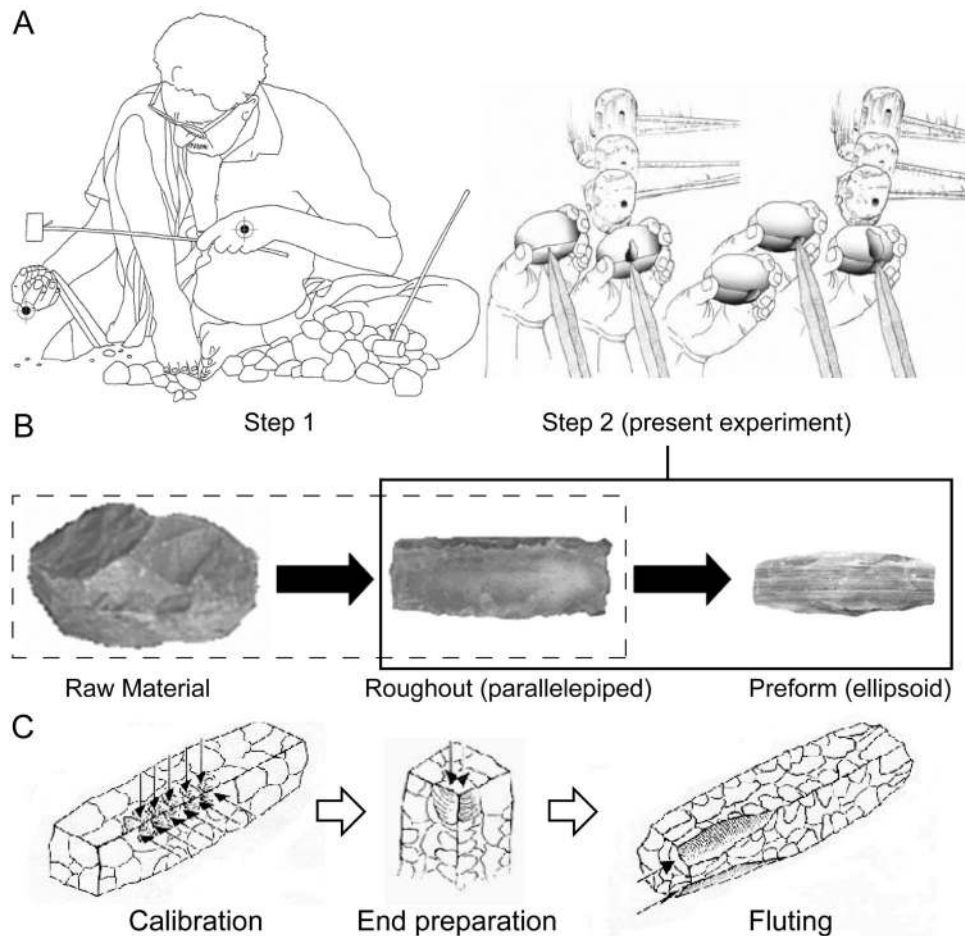 A
Step 1
Step 2 (present experiment)
B
Raw Material
Roughout (parallelepiped)
Preform (ellipsoid)
C
Calibration
End preparation
Fluting